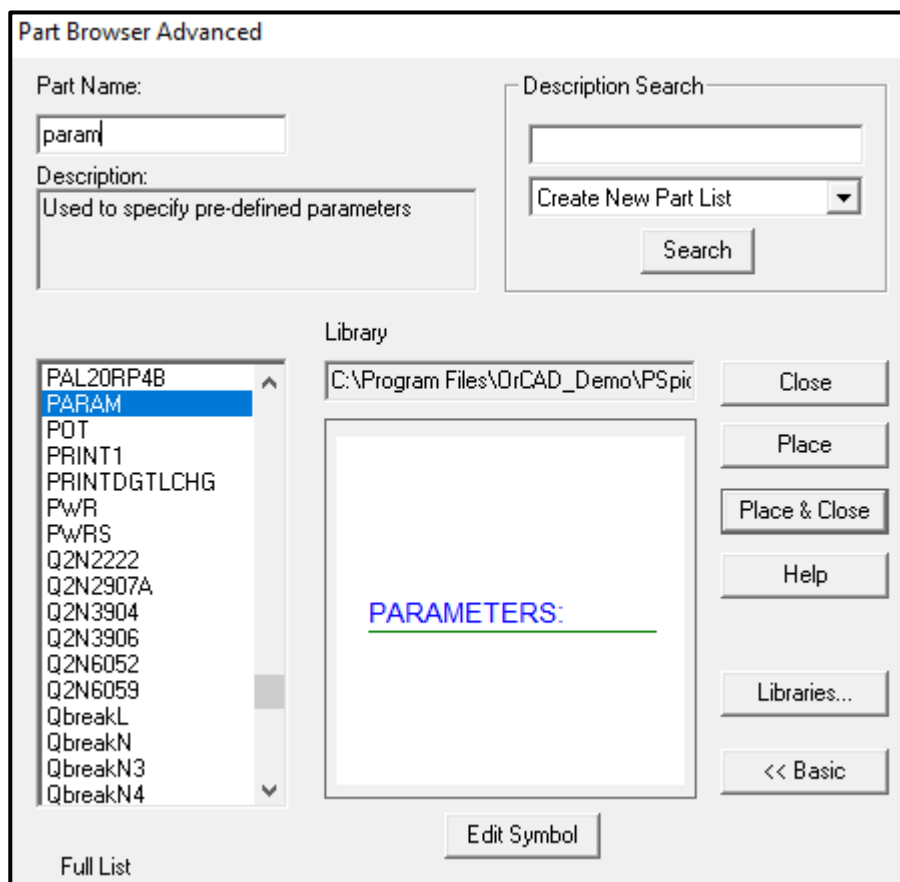 Part Browser Advanced
Part Name:
param
Description:
Used to specify pre-defined parameters
Description Search
Create New Part List
Search
Library
C:\Program Files\OrCAD_Demo\PSpic
PAL20RP4B
PARAM
POT
PRINT1
PRINTDGTLCHG
PWR
PWRS
Q2N2222
Q2N2907A
Q2N3904
Q2N3906
Q2N6052
Q2N6059
QbreakL
QbreakN
QbreakN3
QbreakN4
Full List
PARAMETERS:
Edit Symbol
Close
Place
Place & Close
Help
Libraries...
<< Basic